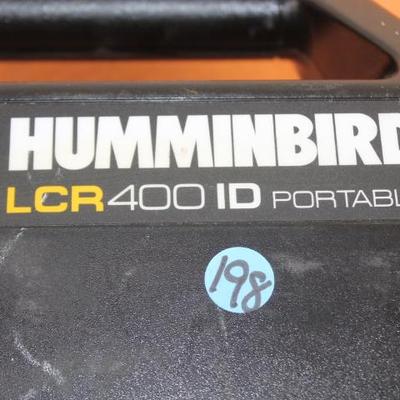 HUMMINBIRD
LCR400 ID PORTABL
198